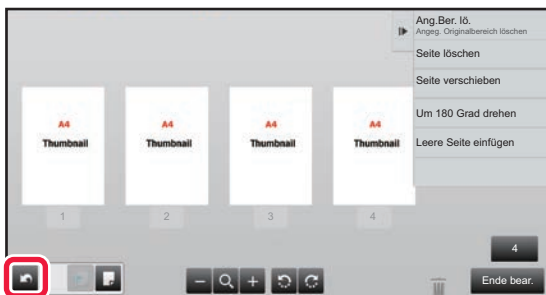 Ang.Ber. lö.
Angeg. Originalbereich löschen
Seite löschen
Seite verschieben
Um 180 Grad drehen
Leere Seite einfügen
A4 A4 A4 A4
Thumbnail Thumbnail Thumbnail Thumbnail
1 2 3 4
4
Ende bear.